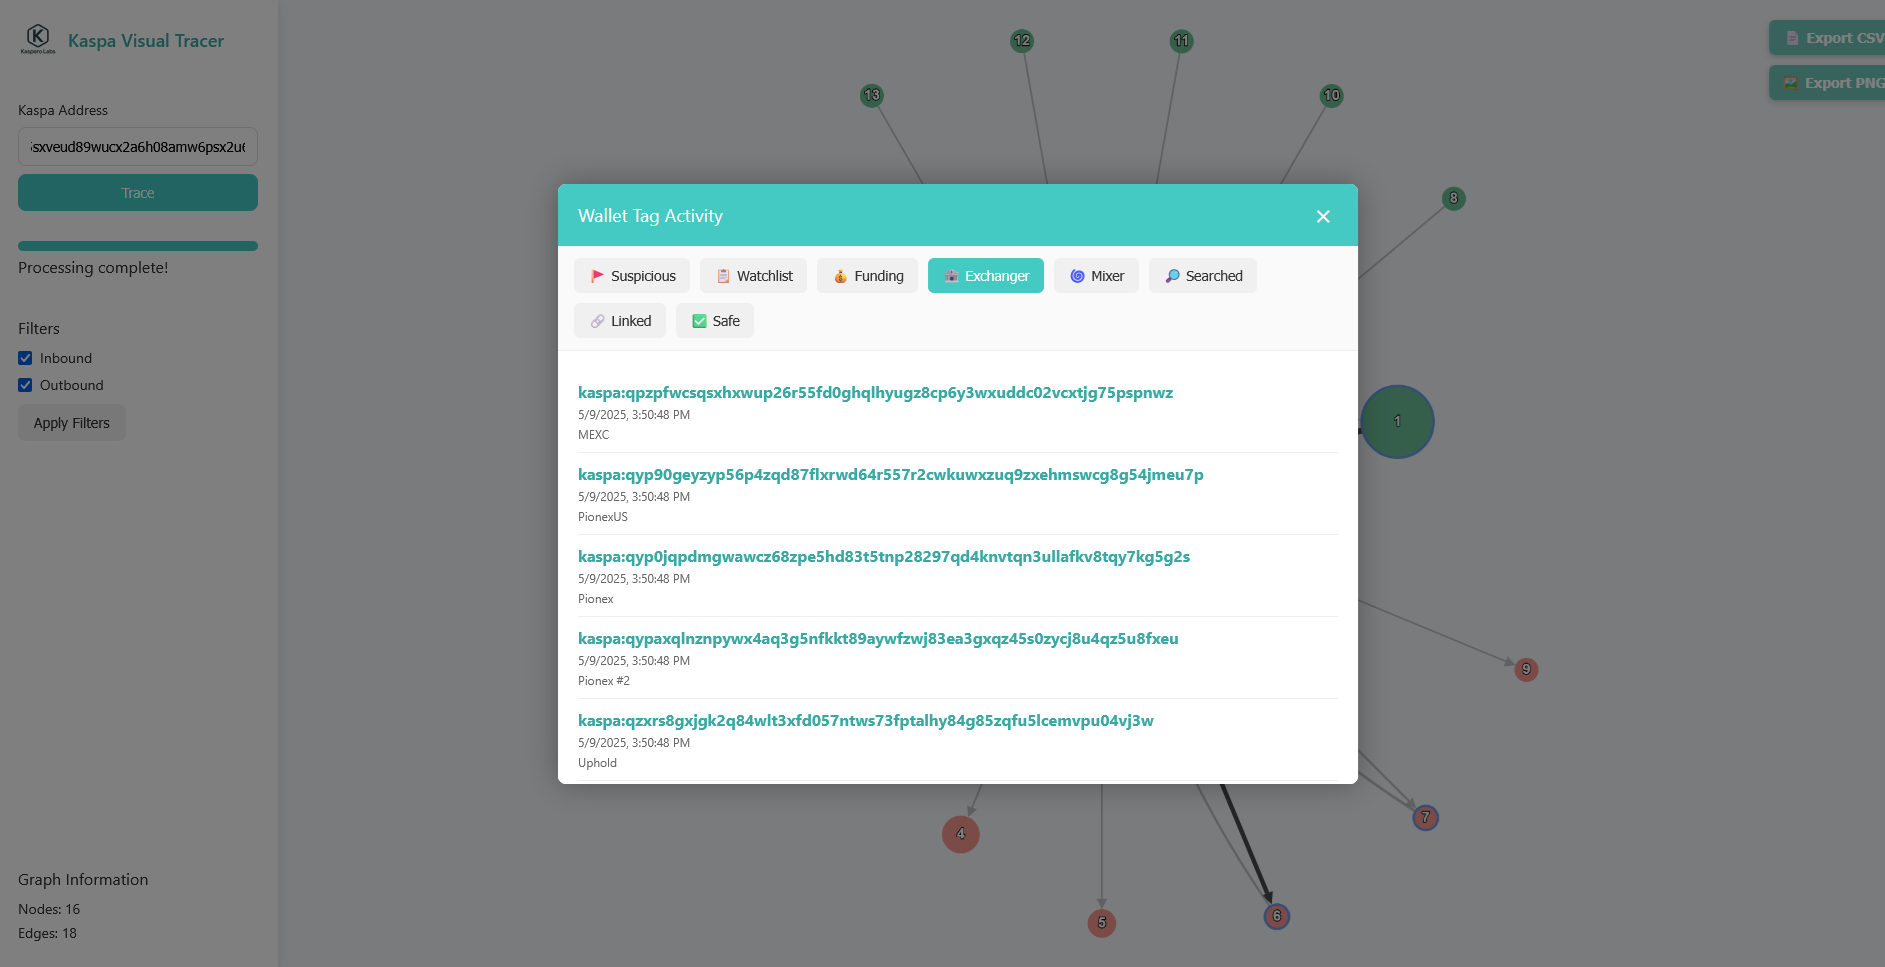 Kaspero Labs
Kaspa Visual Tracer
Kaspa Address
sxveud89wucx2a6h08amw6psx2u
Trace
Processing complete!
Filters
Inbound
Outbound
Apply Filters
Graph Information
Nodes: 16
Edges: 18
12
11
13
10
8
1
9
7
4
6
5
Export CSV
Export PNG
Wallet Tag Activity
Suspicious
Watchlist
Funding
Exchanger
Mixer
Searched
Linked
Safe
kaspa:qpzpfwcsqsxhxwup26r55fd0ghqlhyugz8cp6y3wxuddc02vcxtjg75pspnwz
5/9/2025, 3:50:48 PM
MEXC
kaspa:qyp90geyzyp56p4zqd87flxrwd64r557r2cwkuwxzuq9zxehmswcg8g54jmeu7p
5/9/2025, 3:50:48 PM
PionexUS
kaspa:qyp0jqpdmgwawcz68zpe5hd83t5tnp28297qd4knvtqn3ullafkv8tqy7kg5g2s
5/9/2025, 3:50:48 PM
Pionex
kaspa:qypaxqlnznpywx4aq3g5nfkkt89aywfzwj83ea3gxqz45s0zycj8u4qz5u8fxeu
5/9/2025, 3:50:48 PM
Pionex #2
kaspa:qzxrs8gxjgk2q84wlt3xfd057ntws73fptalhy84g85zqfu5lcemvpu04vj3w
5/9/2025, 3:50:48 PM
Uphold